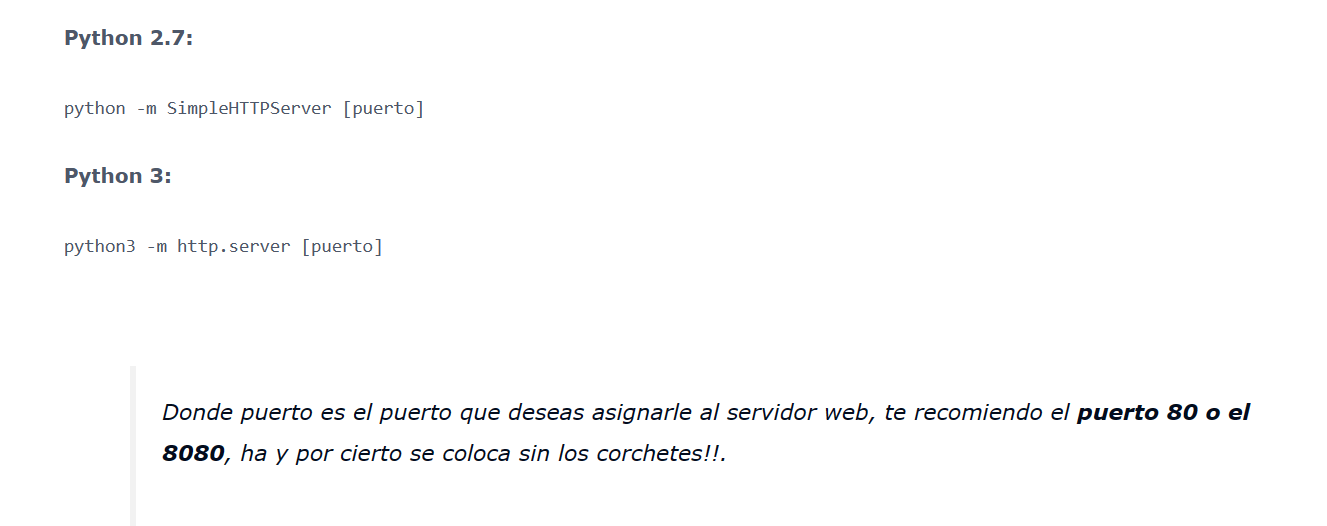 Python 2.7:
python -m SimpleHTTPServer [puerto]
Python 3:
python3 -m http.server [puerto]
Donde puerto es el puerto que deseas asignarle al servidor web, te recomiendo el puerto 80 o el
8080, ha y por cierto se coloca sin los corchetes!!.